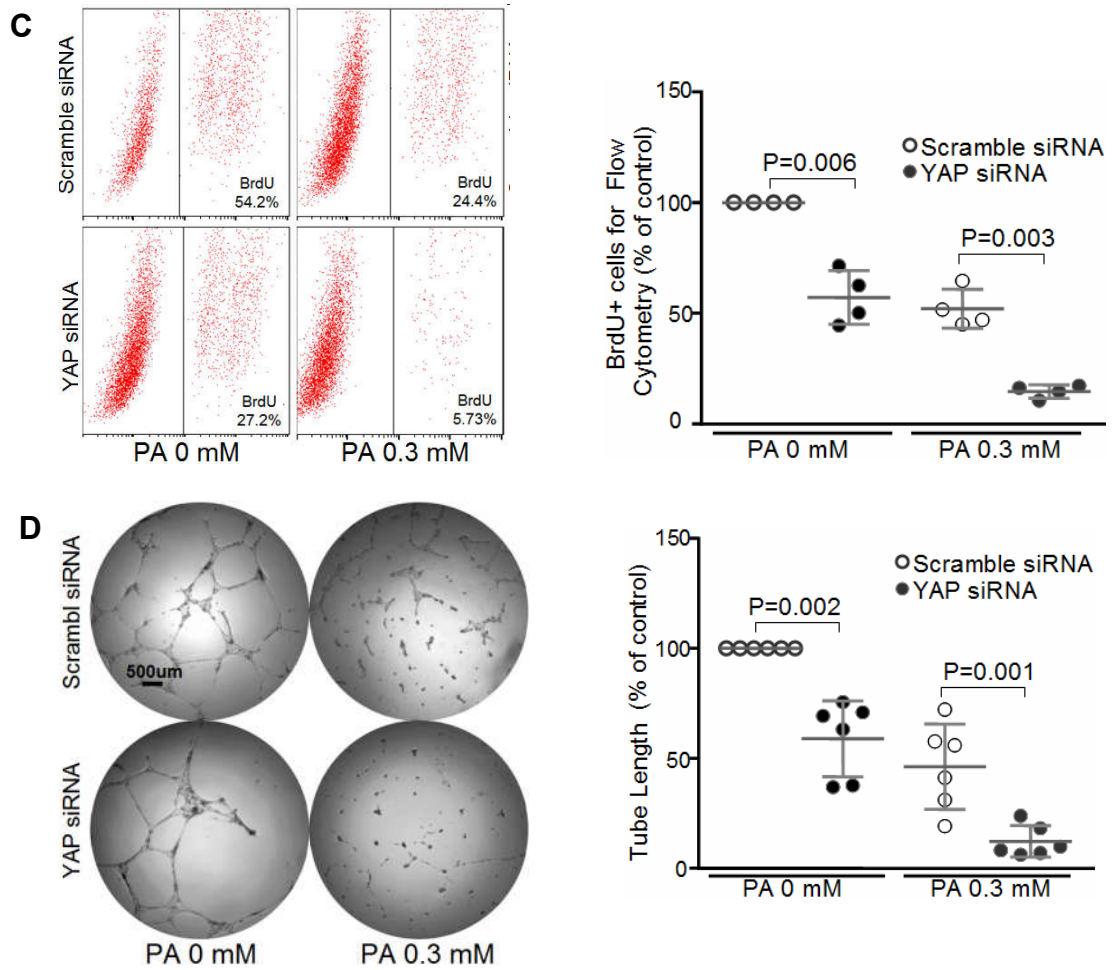 C
Scramble siRNA
YAP siRNA
BrdU
54.2%
BrdU
24.4%
BrdU
27.2%
BrdU
5.73%
PA 0 mM
PA 0.3 mM
BrdU+ cells for Flow
Cytometry (% of control)
150
100
50
0
Scramble siRNA
YAP siRNA
P=0.006
P=0.003
PA 0 mM
PA 0.3 mM
D
Scrambl siRNA
YAP siRNA
500um
PA 0 mM
PA 0.3 mM
Tube Length (% of control)
150
100
50
0
Scramble siRNA
YAP siRNA
P=0.002
P=0.001
PA 0 mM
PA 0.3 mM